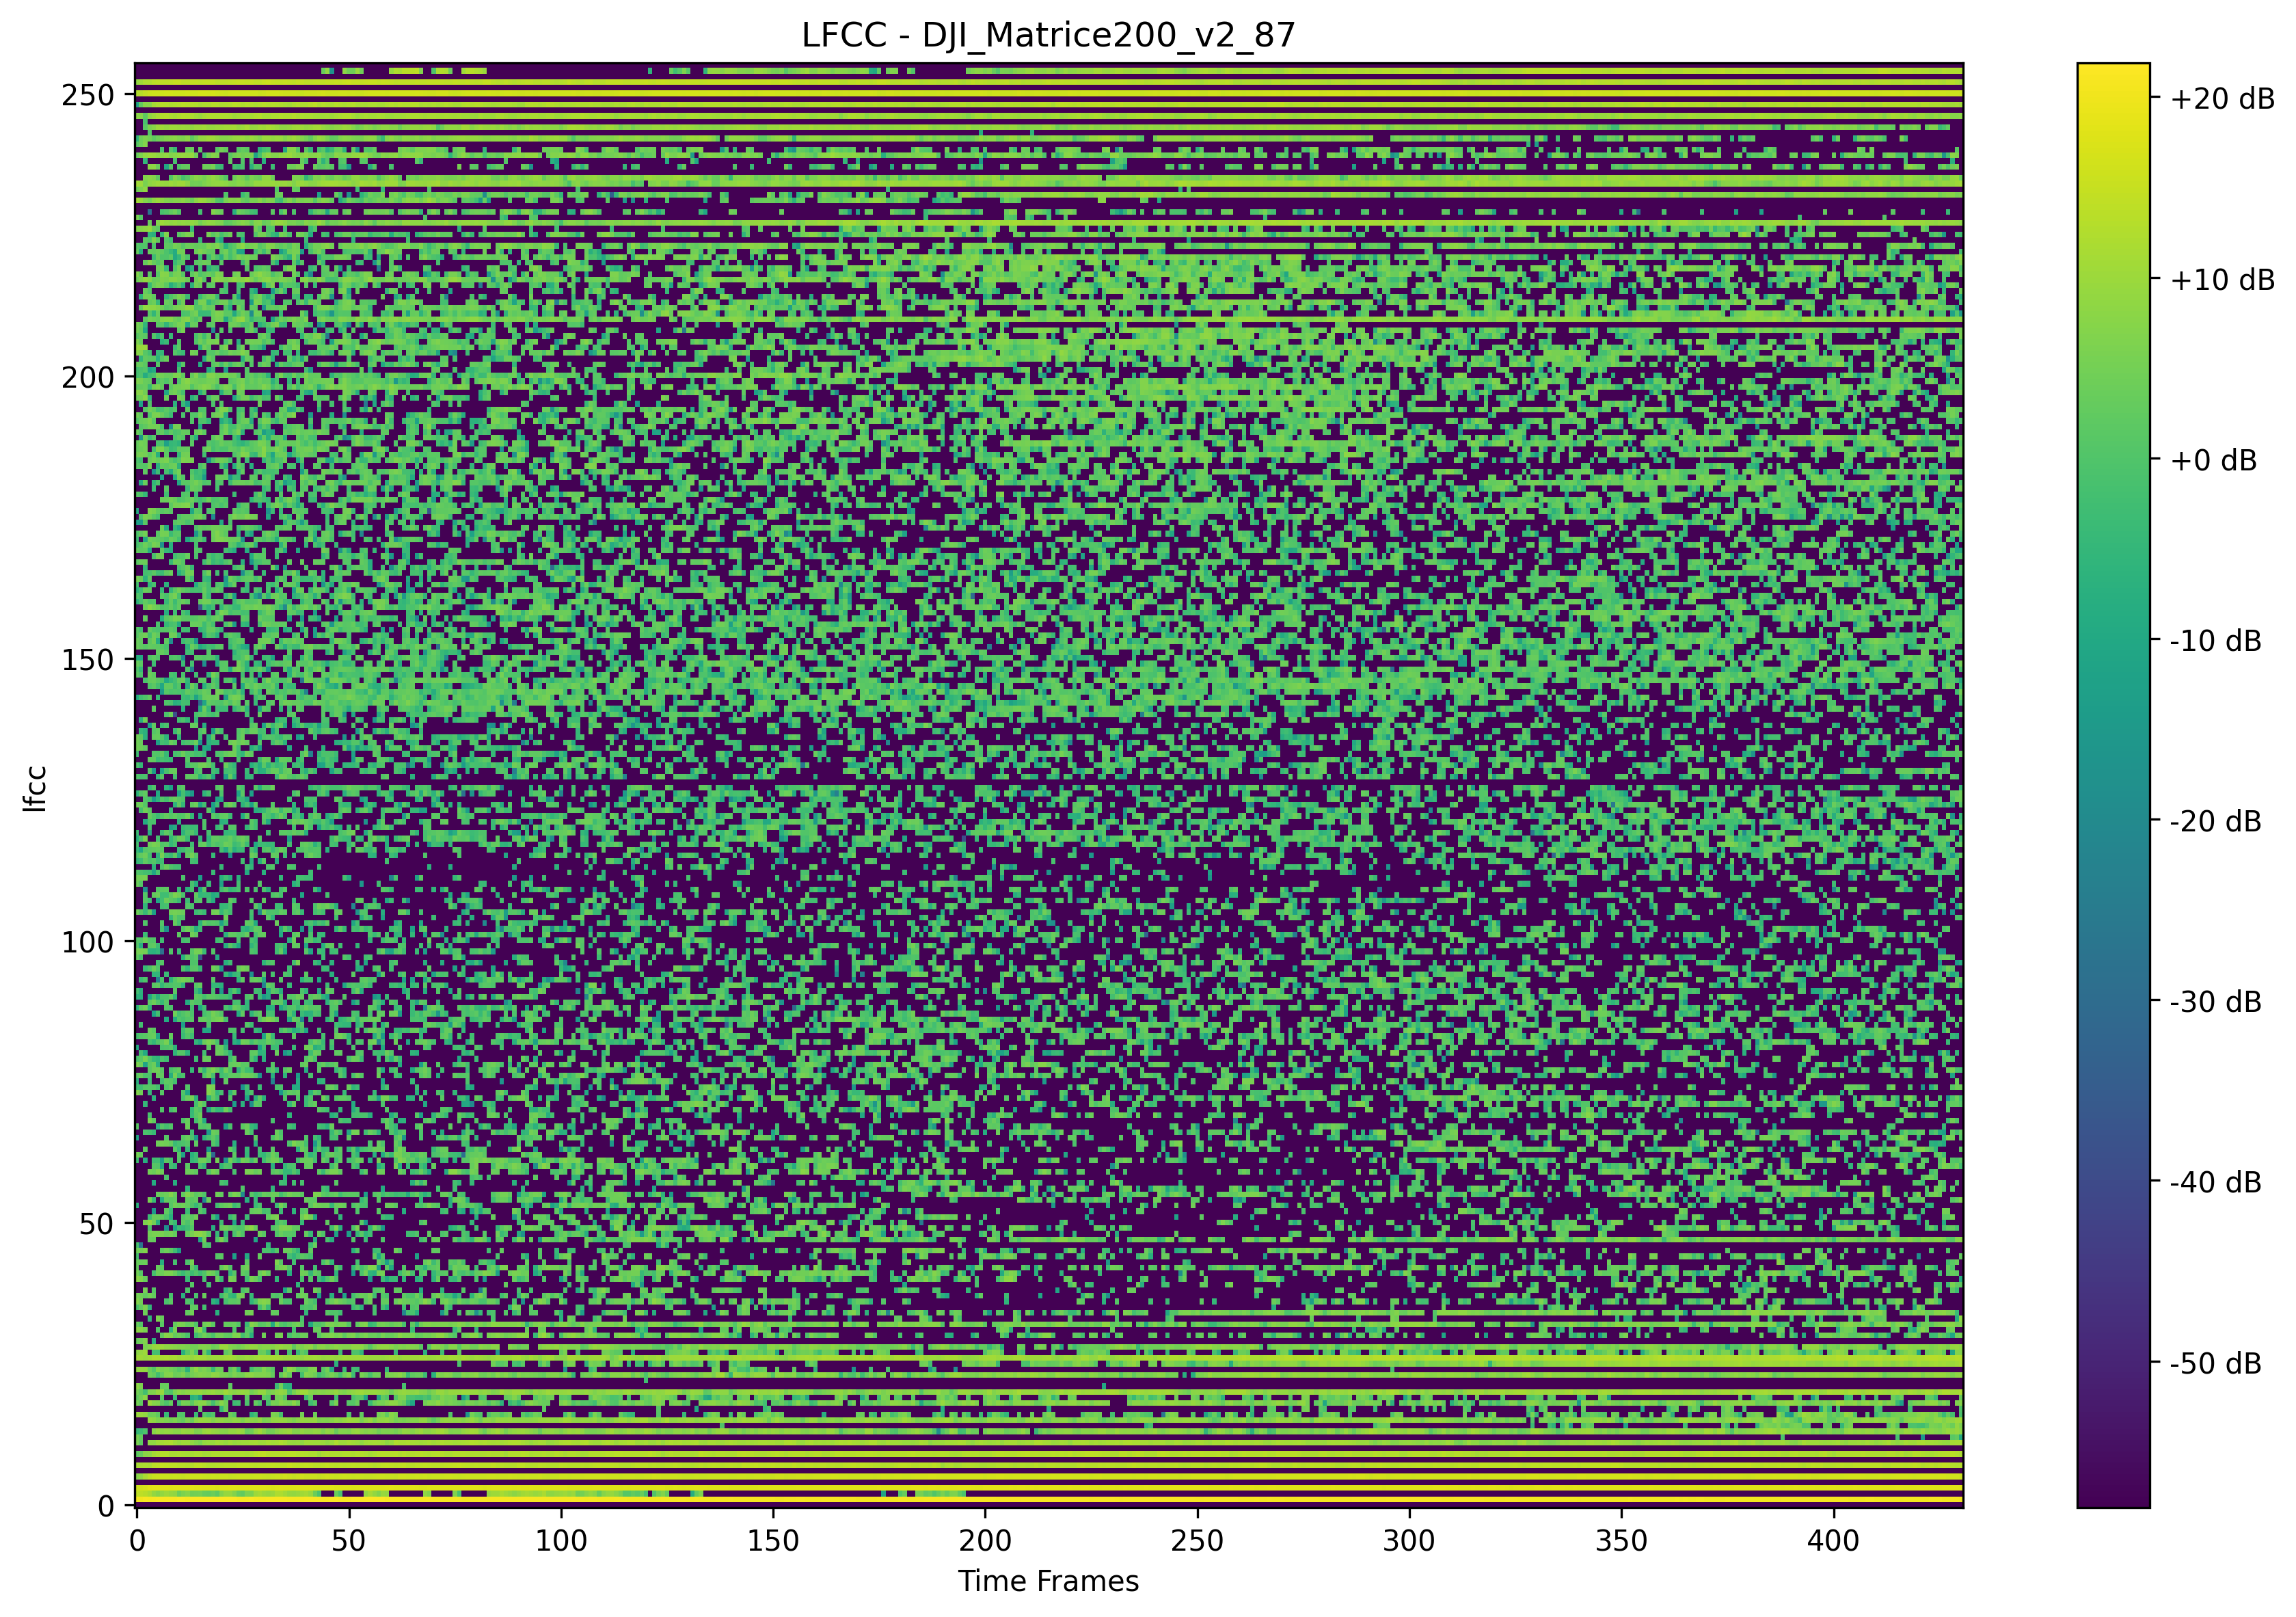 LFCC - DJI_Matrice200_v2_87
250
200
150
100
50
0
lfcc
0 50 100 150 200 250 300 350 400
Time Frames
+20 dB
+10 dB
+0 dB
-10 dB
-20 dB
-30 dB
-40 dB
-50 dB